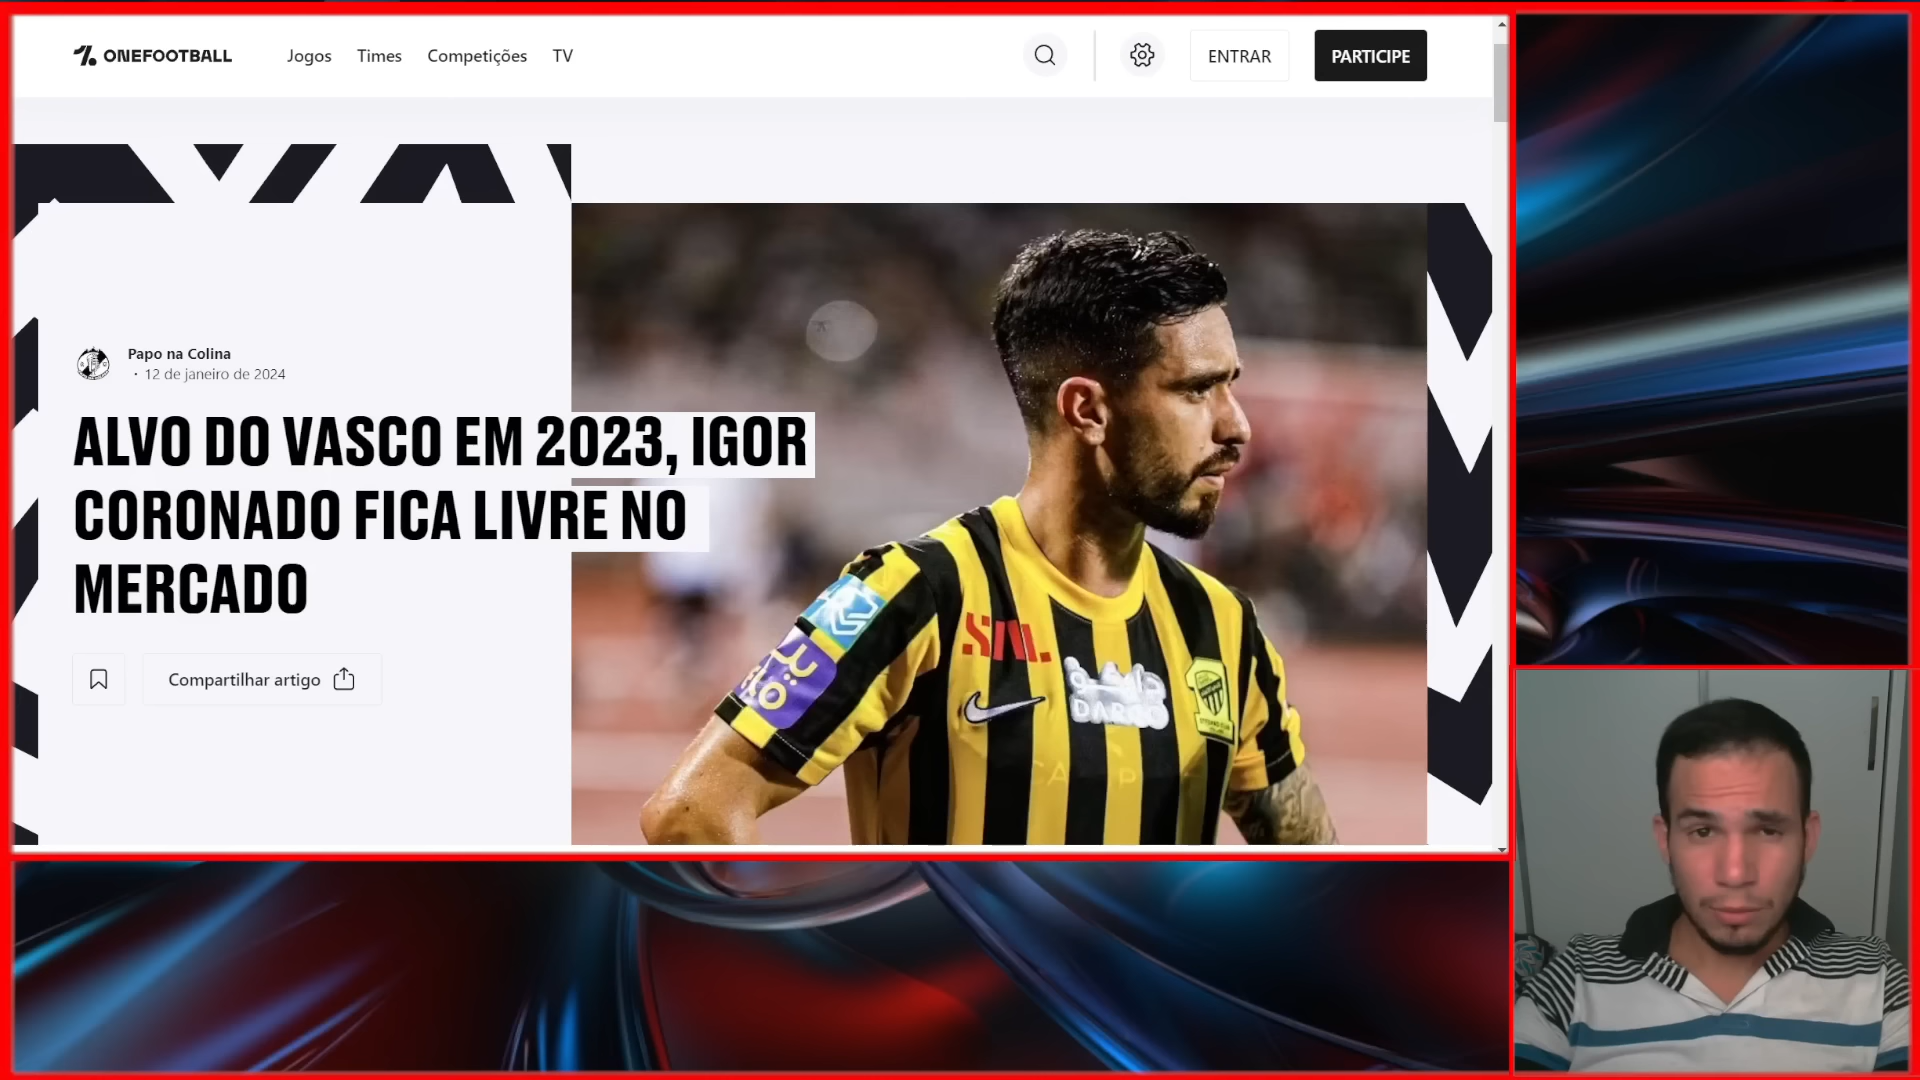 ONEFOOTBALL Jogos Times Competições TV ENTRAR PARTICIPE
Papo na Colina
· 12 de janeiro de 2024
ALVO DO VASCO EM 2023, IGOR
CORONADO FICA LIVRE NO
MERCADO
Compartilhar artigo